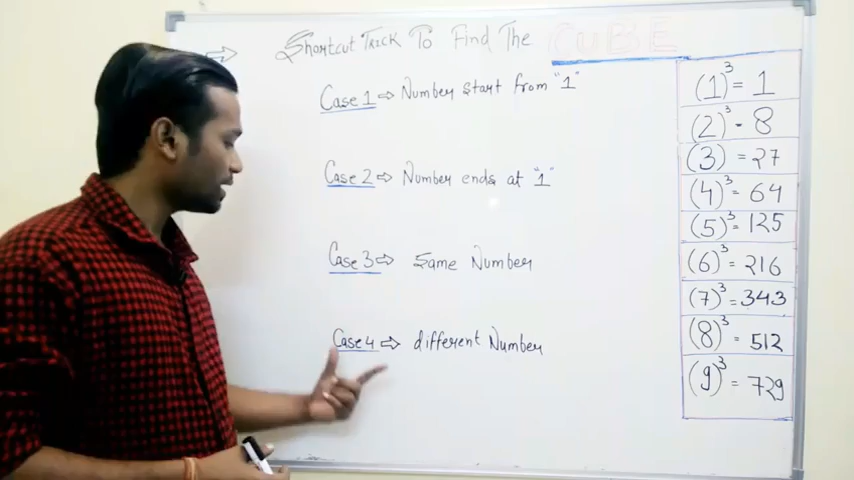 Shortcut Trick To Find The CUBE
Case 1 ⇨ Number start from "1"
Case 2 ⇨ Number ends at "1"
Case 3 ⇨ Same Number
Case 4 ⇨ different Number
(1)³ = 1
(2)³ - 8
(3)³ = 27
(4)³ = 64
(5)³ = 125
(6)³ = 216
(7)³ = 343
(8)³ = 512
(9)³ = 729